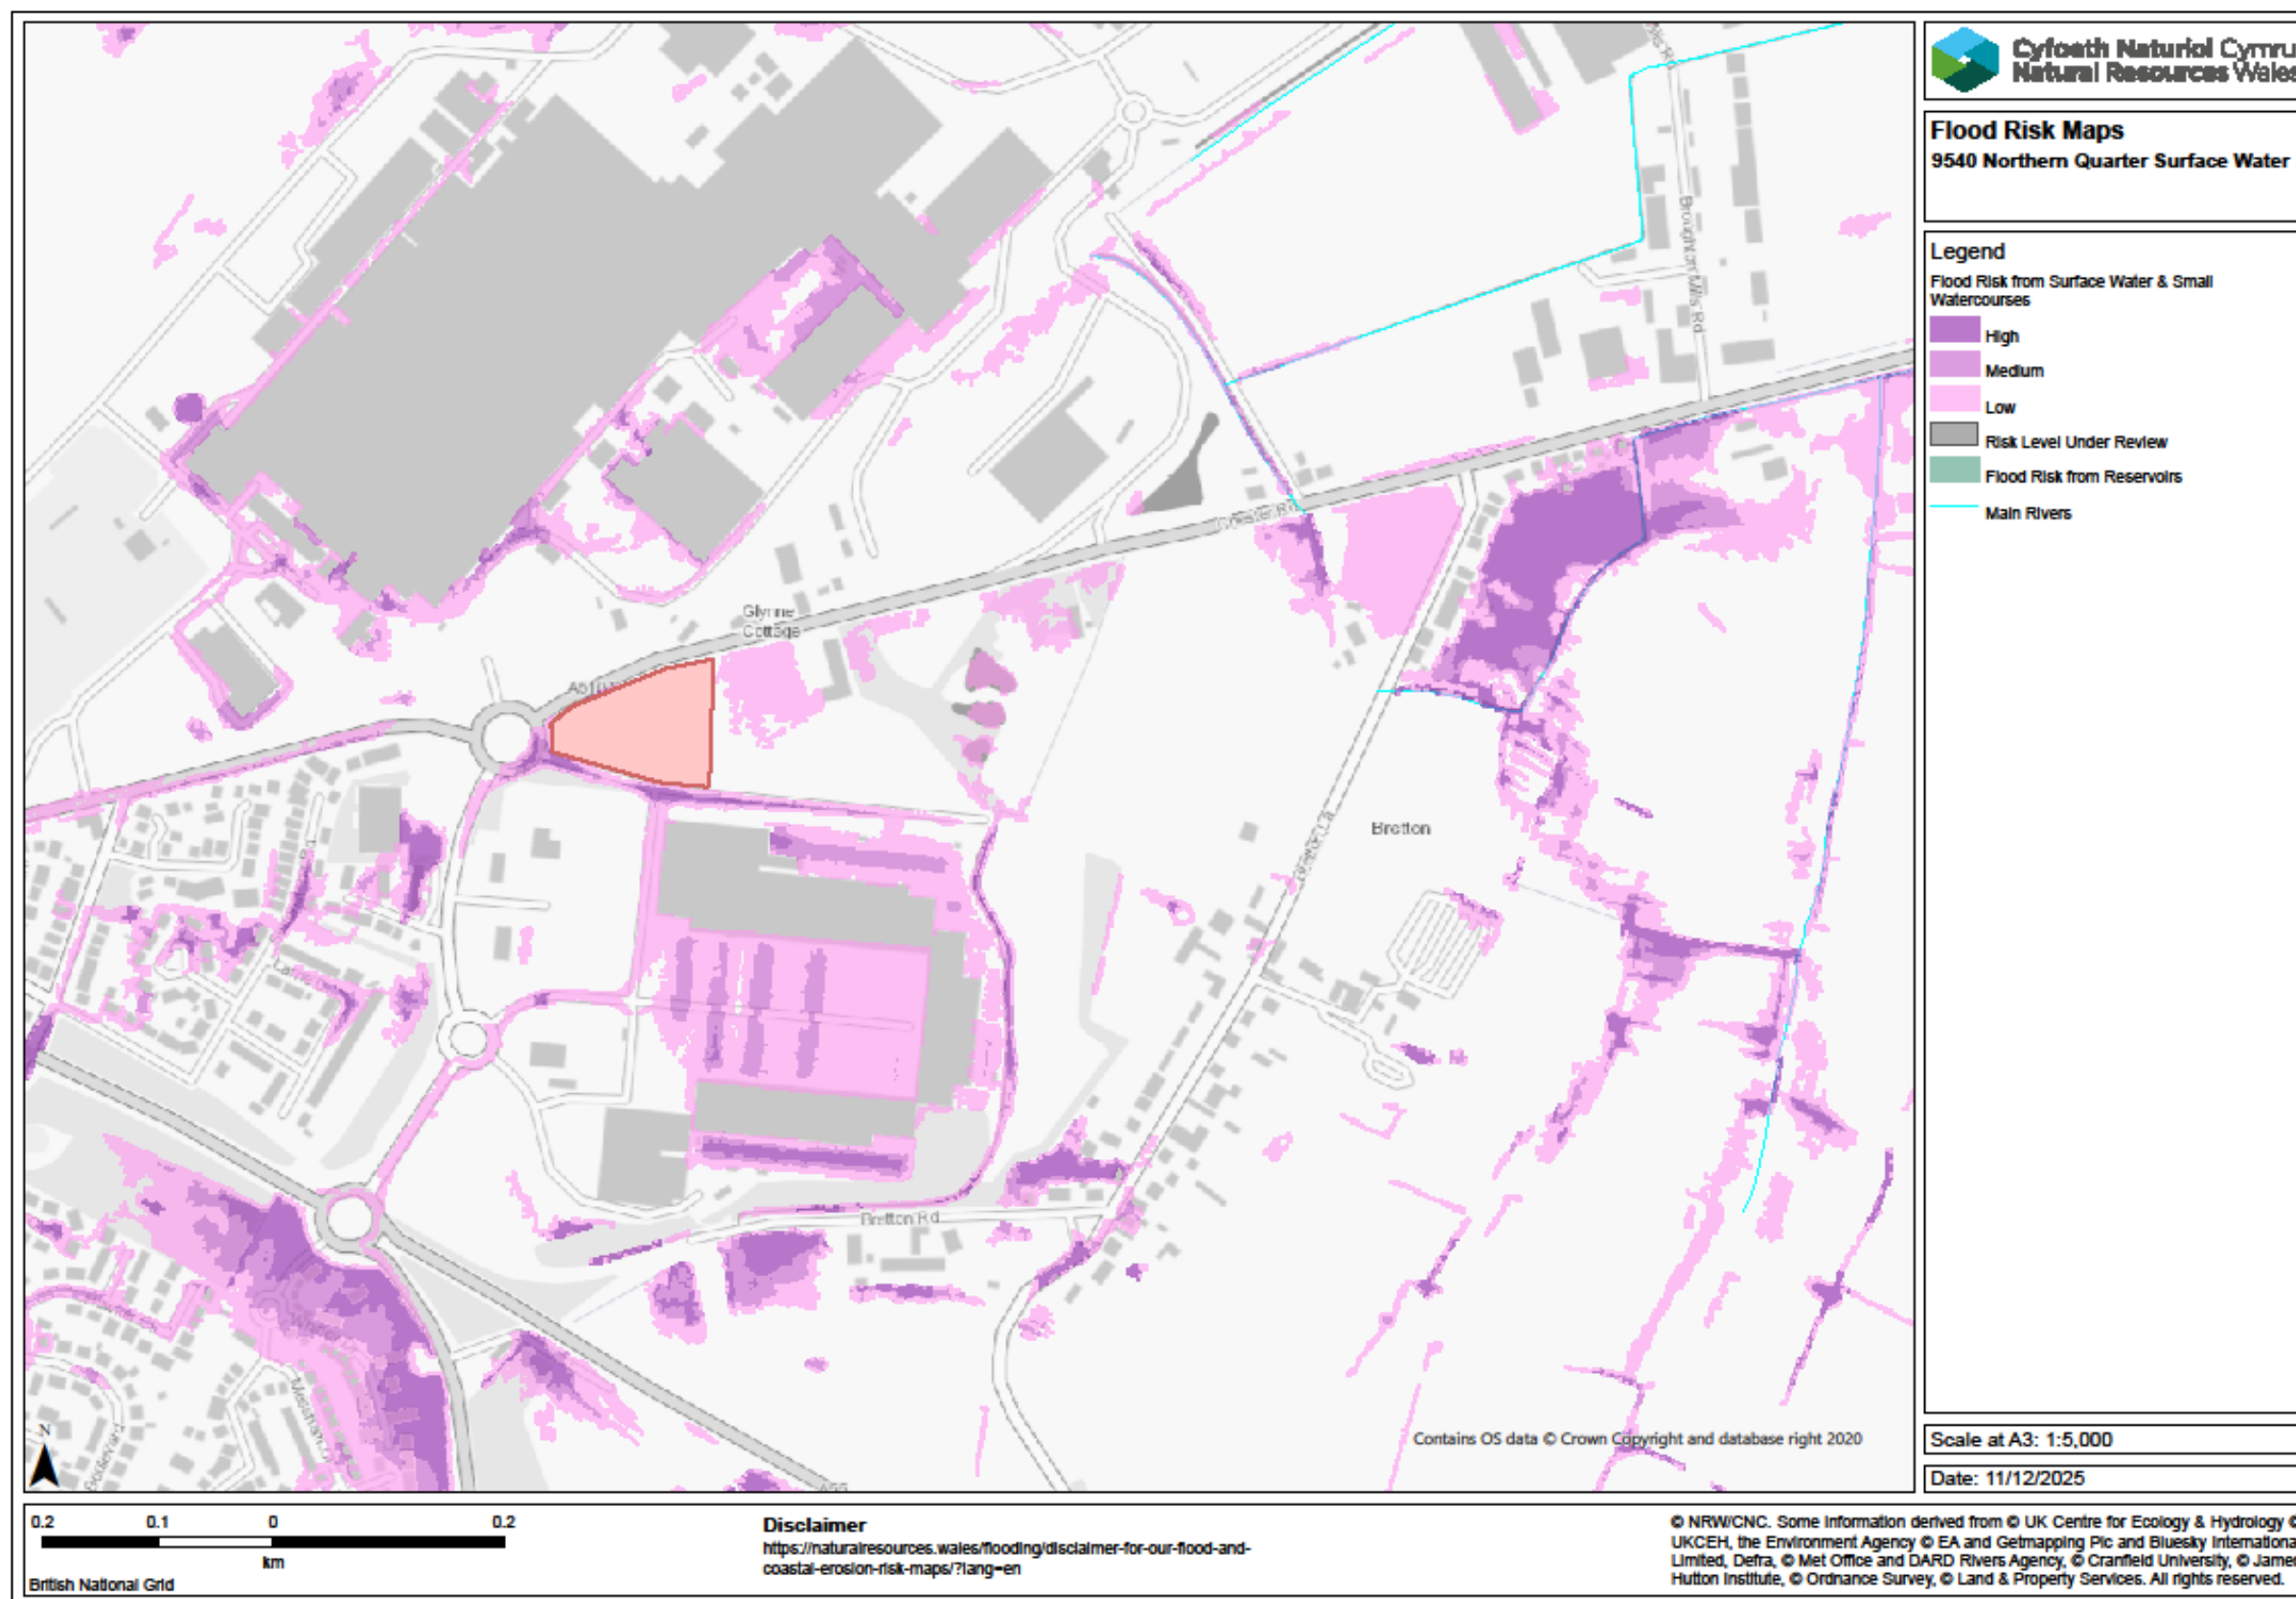 Cyfoeth Naturiol Cymru
Natural Resources Wales
Flood Risk Maps
9540 Northern Quarter Surface Water
Legend
Flood Risk from Surface Water & Small
Watercourses
High
Medium
Low
Risk Level Under Review
Flood Risk from Reservoirs
Main Rivers
Broughton Mills Rd
Chester Rd
Glynne
Cottage
Bretton
Bretton Rd
A55
Contains OS data © Crown Copyright and database right 2020
N
Scale at A3: 1:5,000
Date: 11/12/2025
0.2 0.1 0 0.2
km
British National Grid
Disclaimer
https://naturalresources.wales/flooding/disclaimer-for-our-flood-and-
coastal-erosion-risk-maps/?lang=en
© NRW/CNC. Some information derived from © UK Centre for Ecology & Hydrology ©
UKCEH, the Environment Agency © EA and Getmapping Plc and Bluesky International
Limited, Defra, © Met Office and DARD Rivers Agency, © Cranfield University, © James
Hutton Institute, © Ordnance Survey, © Land & Property Services. All rights reserved.